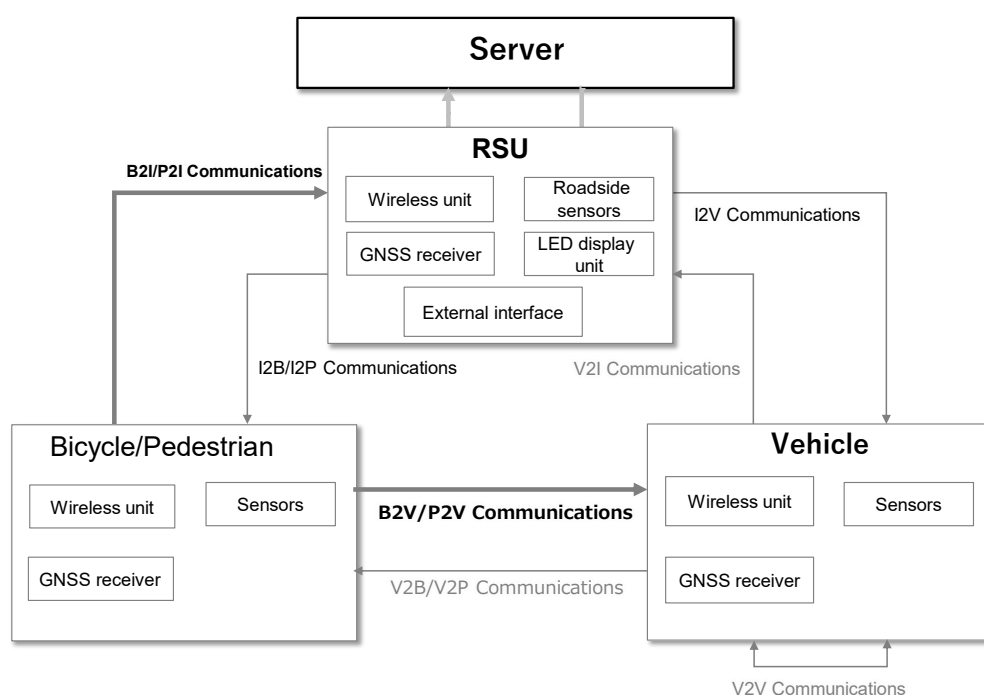 Server
RSU
B2I/P2I Communications
Wireless unit
Roadside
sensors
I2V Communications
GNSS receiver
LED display
unit
External interface
I2B/I2P Communications
V2I Communications
Bicycle/Pedestrian
Wireless unit
Sensors
GNSS receiver
B2V/P2V Communications
V2B/V2P Communications
Vehicle
Wireless unit
Sensors
GNSS receiver
V2V Communications